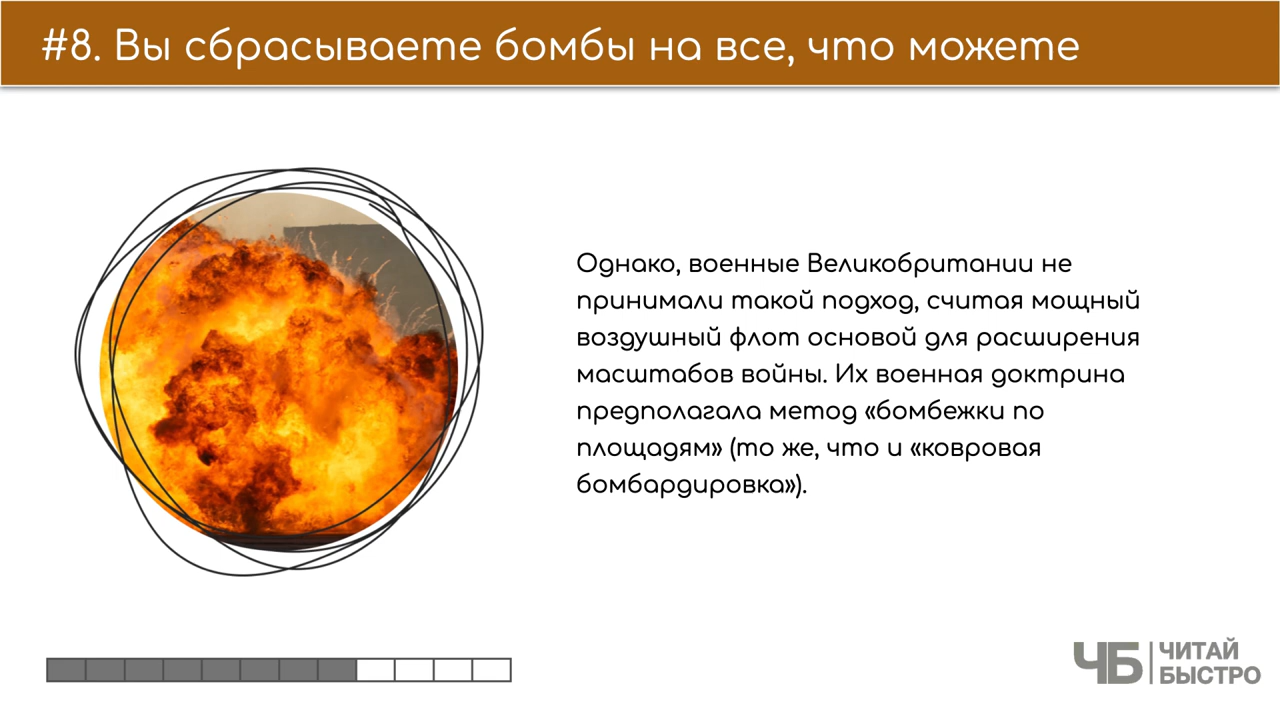 #8. Вы сбрасываете бомбы на все, что можете
Однако, военные Великобритании не
принимали такой подход, считая мощный
воздушный флот основой для расширения
масштабов войны. Их военная доктрина
предполагала метод «бомбежки по
площадям» (то же, что и «ковровая
бомбардировка»).
ЧБ
ЧИТАЙ
БЫСТРО